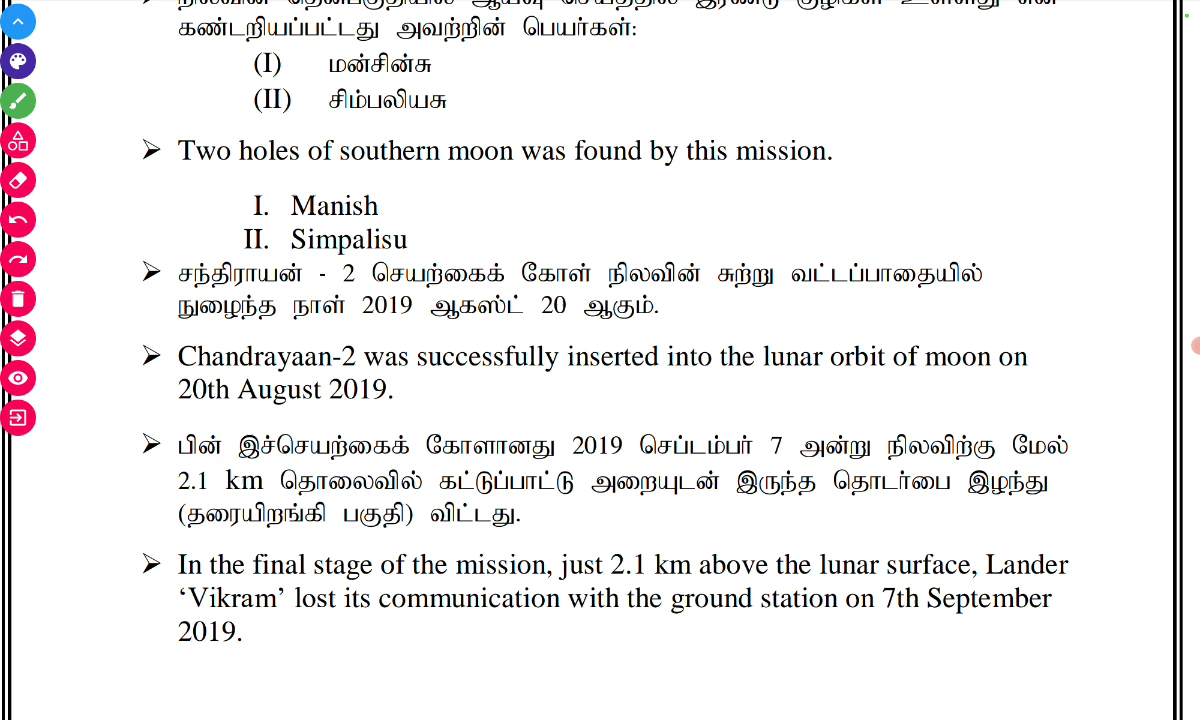 கண்டறியப்பட்டது அவற்றின் பெயர்கள்:
(I) மன்சின்சு
(II) சிம்பலியசு
➢ Two holes of southern moon was found by this mission.
I. Manish
II. Simpalisu
➢ சந்திராயன் - 2 செயற்கைக் கோள் நிலவின் சுற்று வட்டப்பாதையில்
நுழைந்த நாள் 2019 ஆகஸ்ட் 20 ஆகும்.
➢ Chandrayaan-2 was successfully inserted into the lunar orbit of moon on
20th August 2019.
➢ பின் இச்செயற்கைக் கோளானது 2019 செப்டம்பர் 7 அன்று நிலவிற்கு மேல்
2.1 km தொலைவில் கட்டுப்பாட்டு அறையுடன் இருந்த தொடர்பை இழந்து
(தரையிறங்கி பகுதி) விட்டது.
➢ In the final stage of the mission, just 2.1 km above the lunar surface, Lander
‘Vikram’ lost its communication with the ground station on 7th September
2019.